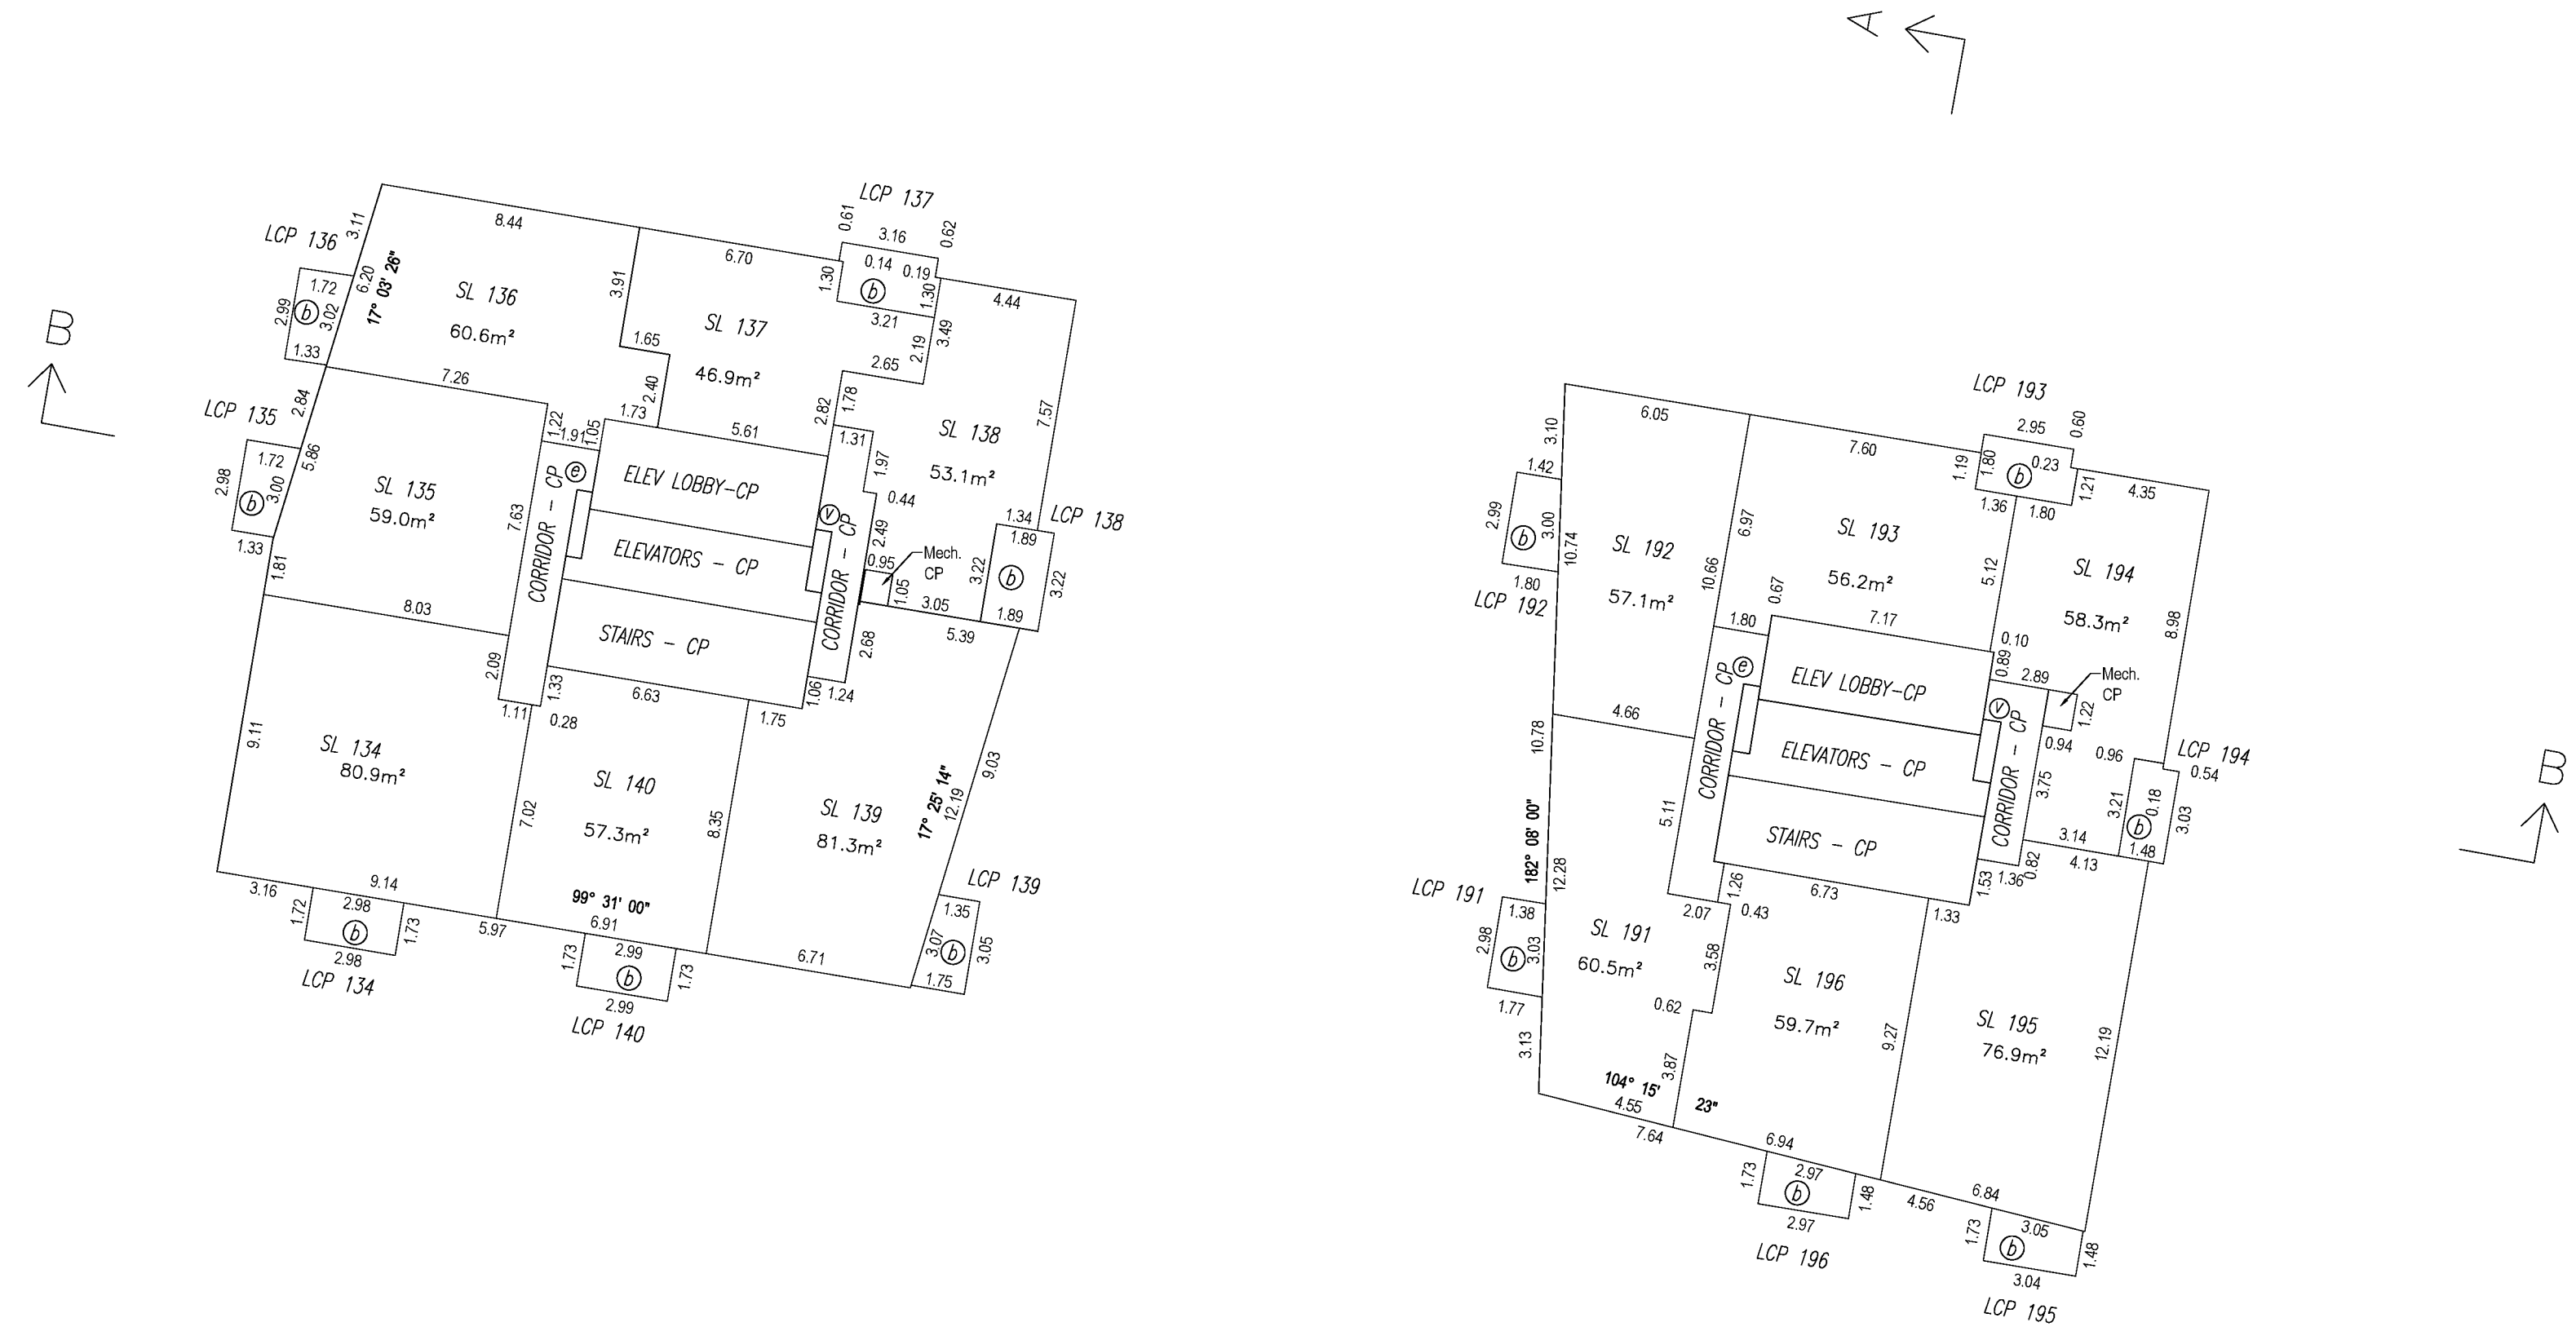 A
B
LCP 137
0.61
3.16
0.62
0.14
0.19
1.30
1.30
ⓑ
3.21
LCP 136
3.11
8.44
6.70
4.44
6.20
17° 03' 26"
1.72
2.99
ⓑ
3.02
1.33
SL 136
60.6m²
3.91
1.65
2.40
SL 137
46.9m²
2.19
3.49
2.65
1.78
2.82
7.57
7.26
1.22
1.91
1.05
1.73
5.61
1.31
SL 138
53.1m²
1.97
0.44
2.49
LCP 135
2.84
1.72
5.86
2.98
ⓑ
3.00
1.33
1.81
SL 135
59.0m²
7.63
CORRIDOR - CP
ⓔ
ELEV LOBBY-CP
ELEVATORS - CP
STAIRS - CP
ⓥ
CORRIDOR - CP
Mech.
CP
0.95
1.05
3.05
1.34
LCP 138
1.89
3.22
ⓑ
3.22
1.89
5.39
8.03
2.09
1.33
6.63
1.06
1.24
2.68
1.11
0.28
1.75
9.11
SL 134
80.9m²
7.02
SL 140
57.3m²
8.35
SL 139
81.3m²
17° 25' 14"
12.19
9.03
99° 31' 00"
3.16
9.14
2.98
1.72
ⓑ
1.73
2.98
LCP 134
5.97
6.91
2.99
1.73
ⓑ
1.73
2.99
LCP 140
6.71
LCP 139
1.35
3.07
ⓑ
3.05
1.75
LCP 193
2.95
0.60
6.05
7.60
1.19
1.80
0.23
ⓑ
1.21
1.36
1.80
4.35
3.10
1.42
2.99
ⓑ
3.00
10.74
1.80
LCP 192
SL 192
57.1m²
6.97
10.66
SL 193
56.2m²
5.12
SL 194
58.3m²
8.98
0.67
1.80
7.17
0.10
0.89
2.89
Mech.
CP
1.22
0.94
ⓔ
CORRIDOR - CP
ELEV LOBBY-CP
ELEVATORS - CP
STAIRS - CP
ⓥ
CORRIDOR - CP
3.75
0.96
LCP 194
0.54
3.21
0.18
3.03
ⓑ
1.48
3.14
4.13
0.82
1.36
1.53
B
4.66
10.78
5.11
182° 08' 00"
12.28
LCP 191
1.38
2.98
ⓑ
3.03
1.77
3.13
SL 191
60.5m²
2.07
1.26
0.43
6.73
1.33
3.58
0.62
3.87
SL 196
59.7m²
9.27
SL 195
76.9m²
12.19
104° 15' 23"
4.55
7.64
6.94
2.97
1.73
ⓑ
1.48
2.97
LCP 196
4.56
6.84
3.05
1.73
ⓑ
1.48
3.04
LCP 195